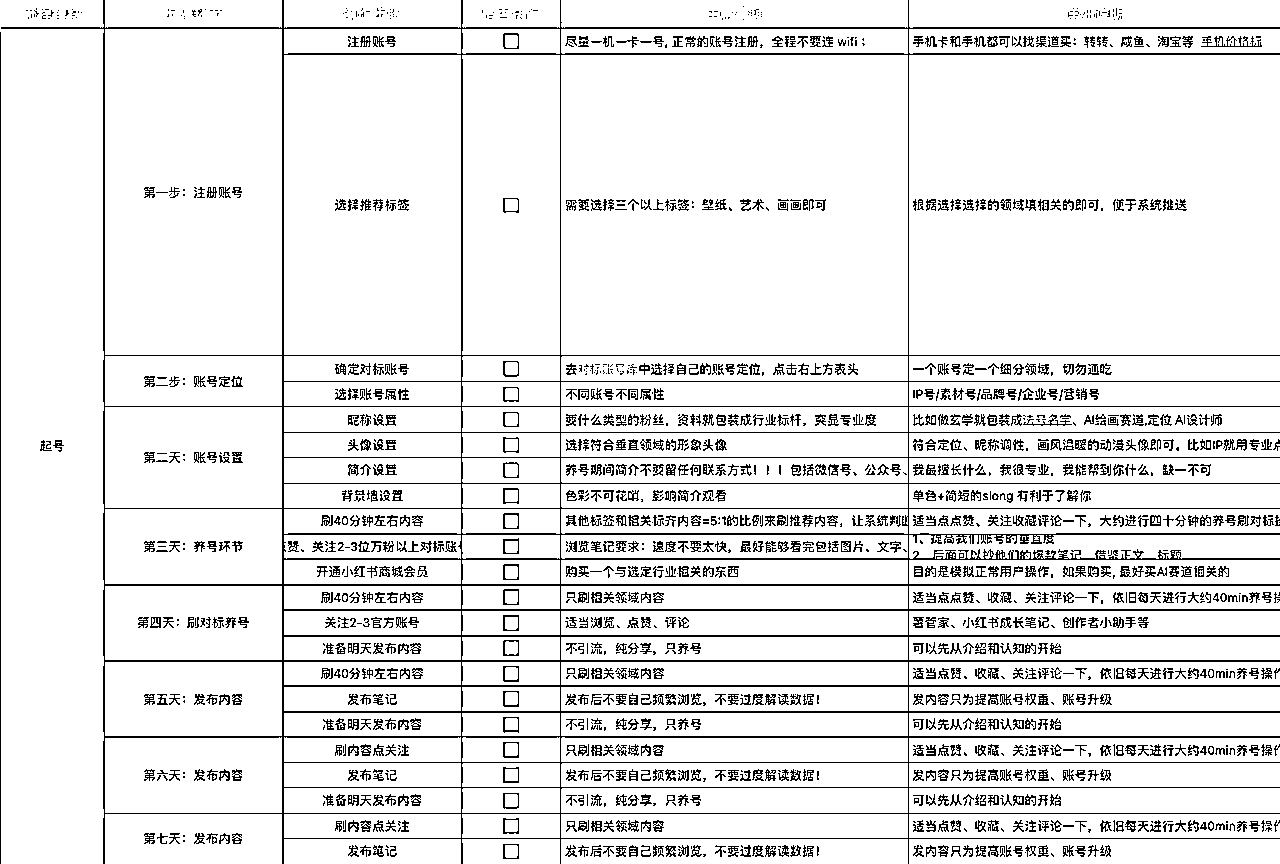 注册账号
尽量一机一卡一号，正常的账号注册，全程不要连 wifi；
手机卡和手机都可以找渠道买：转转、咸鱼、淘宝等 手机价格标
第一步：注册账号
选择推荐标签
需要选择三个以上标签：壁纸、艺术、画画即可
根据选择选择的领域填相关的即可，便于系统推送
起号
第二步：账号定位
确定对标账号
去对标账号库中选择自己的账号定位，点击右上方表头
一个账号定一个细分领域，切勿通吃
选择账号属性
不同账号不同属性
IP号/素材号/品牌号/企业号/营销号
第二天：账号设置
昵称设置
要什么类型的粉丝，资料就包装成行业标杆，突显专业度
比如做玄学就包装成法号名字、AI绘画赛道,定位 AI设计师
头像设置
选择符合垂直领域的形象头像
符合定位、昵称调性，画风温暖的动漫头像即可，比如IP就用专业点
简介设置
养号期间简介不要留任何联系方式！！！包括微信号、公众号、
我最擅长什么，我很专业，我能帮到你什么，缺一不可
背景墙设置
色彩不可花哨，影响简介观看
单色+简短的slong 有利于了解你
第三天：养号环节
刷40分钟左右内容
其他标签和相关标齐内容=5:1的比例来刷推荐内容，让系统判断
适当点点赞、关注收藏评论一下，大约进行四十分钟的养号刷对标
点赞、关注2-3位万粉以上对标账号
浏览笔记要求：速度不要太快，最好能够看完包括图片、文字、
1、提高我们账号的垂直度
2、后面可以抄他们的爆款笔记，借鉴正文、标题
开通小红书商城会员
购买一个与选定行业相关的东西
目的是模拟正常用户操作，如果购买, 最好买AI赛道相关的
第四天：刷对标养号
刷40分钟左右内容
只刷相关领域内容
适当点点赞、收藏、关注评论一下，依旧每天进行大约40min养号操
关注2-3官方账号
适当浏览、点赞、评论
薯管家、小红书成长笔记、创作者小助手等
准备明天发布内容
不引流，纯分享，只养号
可以先从介绍和认知的开始
第五天：发布内容
刷40分钟左右内容
只刷相关领域内容
适当点赞、收藏、关注评论一下，依旧每天进行大约40min养号操作
发布笔记
发布后不要自己频繁浏览，不要过度解读数据！
发内容只为提高账号权重、账号升级
准备明天发布内容
不引流，纯分享，只养号
可以先从介绍和认知的开始
第六天：发布内容
刷内容点关注
只刷相关领域内容
适当点赞、收藏、关注评论一下，依旧每天进行大约40min养号操作
发布笔记
发布后不要自己频繁浏览，不要过度解读数据！
发内容只为提高账号权重、账号升级
准备明天发布内容
不引流，纯分享，只养号
可以先从介绍和认知的开始
第七天：发布内容
刷内容点关注
只刷相关领域内容
适当点赞、收藏、关注评论一下，依旧每天进行大约40min养号操作
发布笔记
发布后不要自己频繁浏览，不要过度解读数据！
发内容只为提高账号权重、账号升级